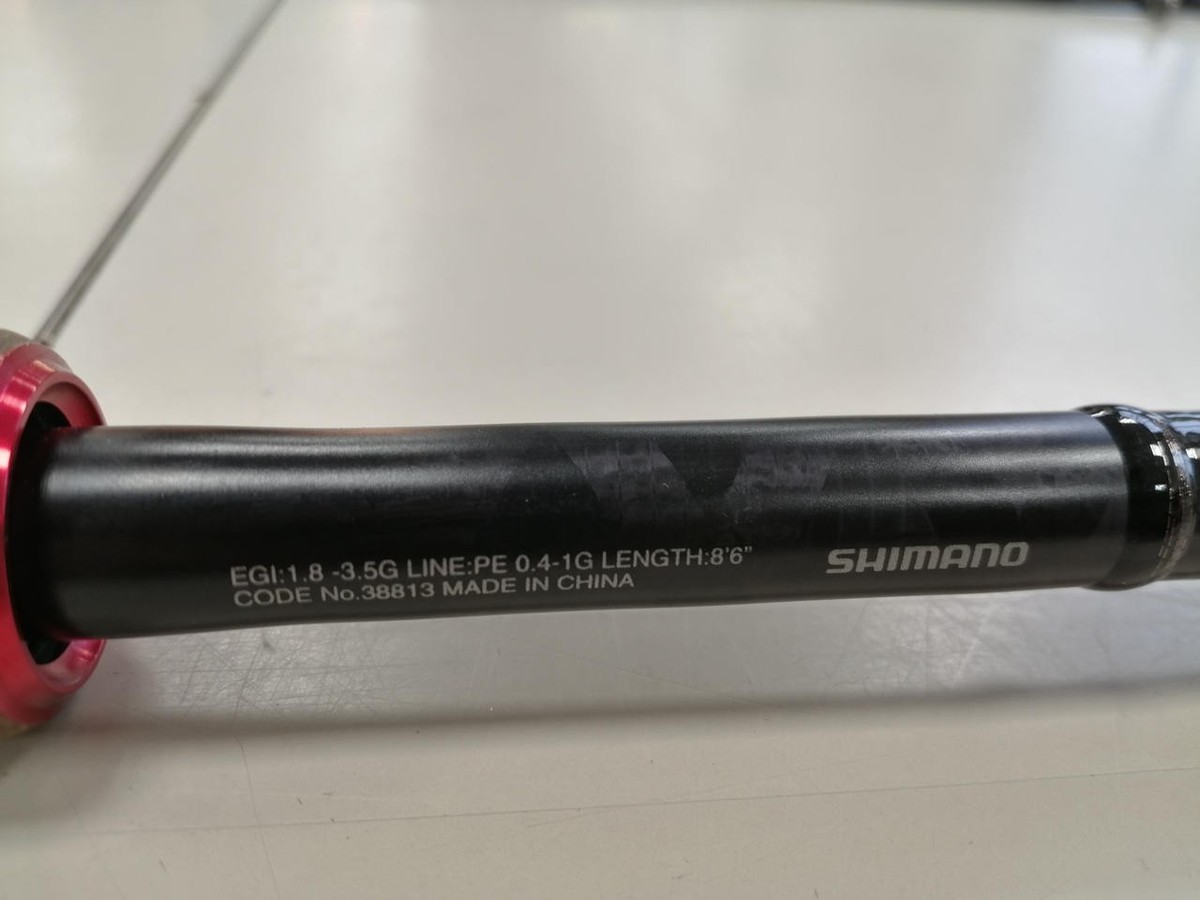 EGI:1.8 -3.5G LINE:PE 0.4-1G LENGTH:8'6"
CODE No.38813 MADE IN CHINA
SHIMANO